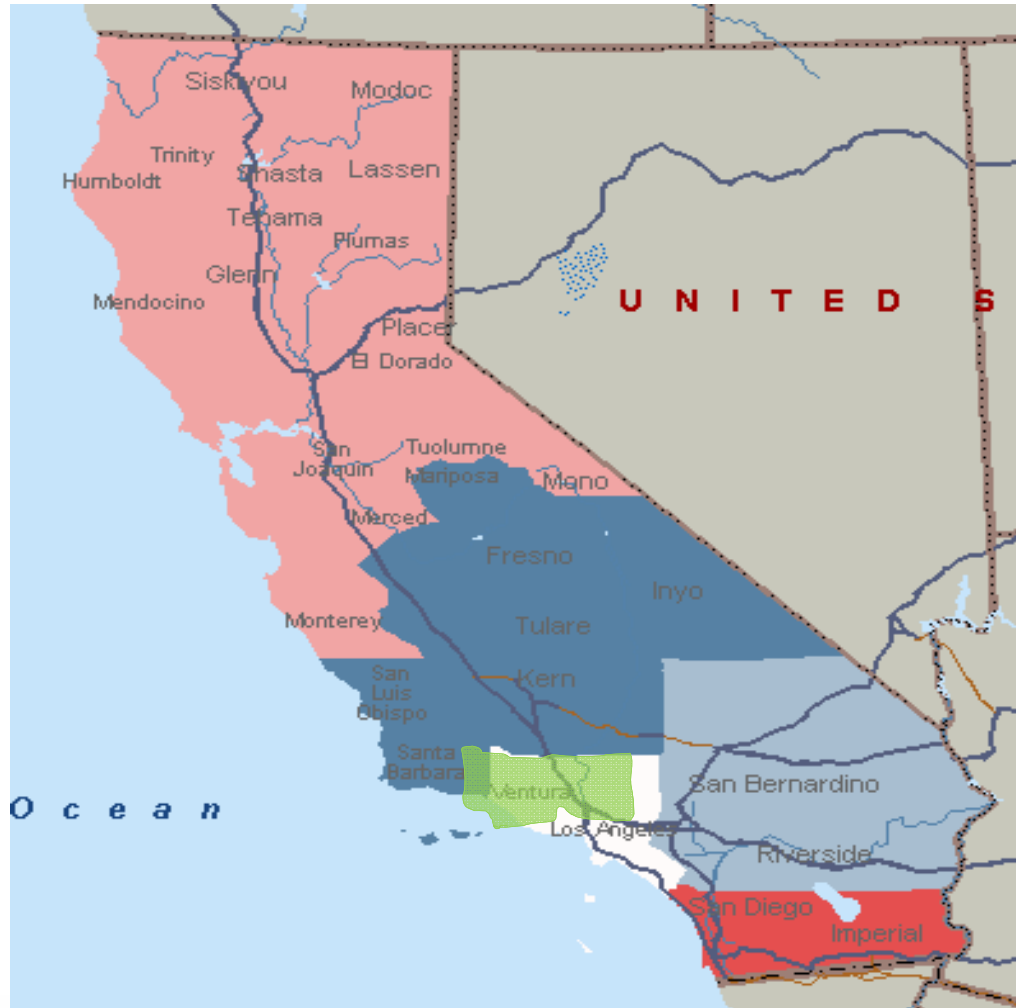 Siskiyou
Modoc
Trinity
Shasta
Lassen
Humboldt
Tehama
Plumas
Glenn
Mendocino
UNITED S
Placer
El Dorado
San
Joaquin
Tuolumne
Mariposa
Mono
Merced
Fresno
Inyo
Monterey
Tulare
San
Luis
Obispo
Kern
Santa
Barbara
Ventura
San Bernardino
Ocean
Los Angeles
Riverside
San Diego
Imperial